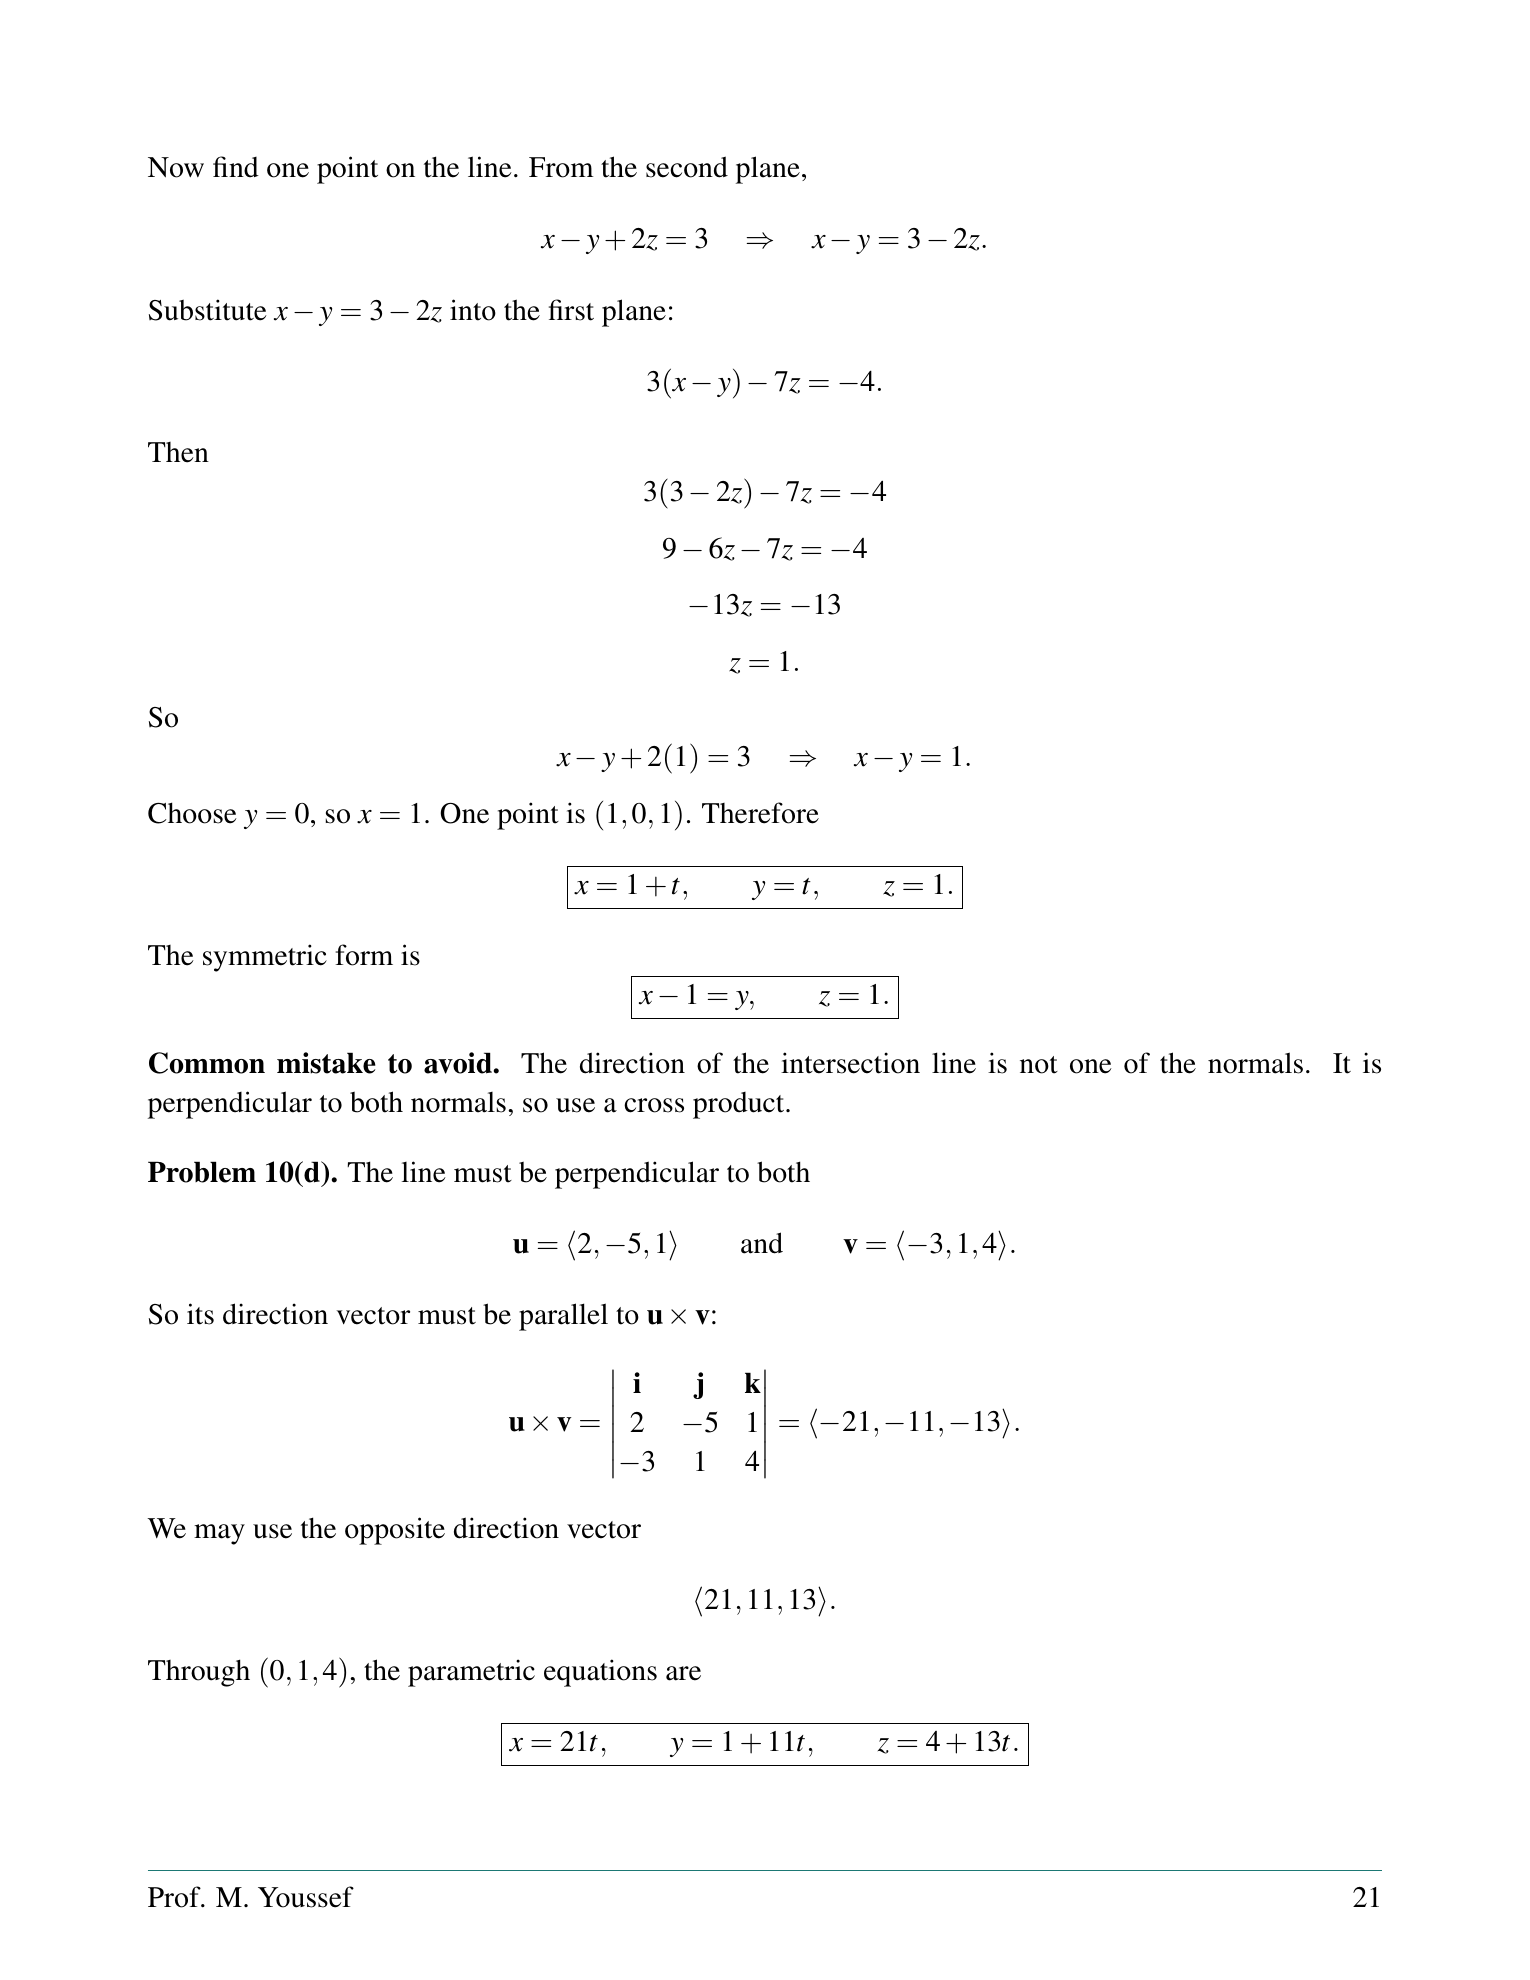 Now find one point on the line. From the second plane,
x − y + 2z = 3 ⇒ x − y = 3 − 2z.
Substitute x − y = 3 − 2z into the first plane:
3(x − y) − 7z = −4.
Then
3(3 − 2z) − 7z = −4
9 − 6z − 7z = −4
−13z = −13
z = 1.
So
x − y + 2(1) = 3 ⇒ x − y = 1.
Choose y = 0, so x = 1. One point is (1, 0, 1). Therefore
x = 1 + t, y = t, z = 1.
The symmetric form is
x − 1 = y, z = 1.
Common mistake to avoid. The direction of the intersection line is not one of the normals. It is
perpendicular to both normals, so use a cross product.
Problem 10(d). The line must be perpendicular to both
u = ⟨2, −5, 1⟩ and v = ⟨−3, 1, 4⟩.
So its direction vector must be parallel to u × v:
u × v = | i j k |
| 2 −5 1 | = ⟨−21, −11, −13⟩.
| −3 1 4 |
We may use the opposite direction vector
⟨21, 11, 13⟩.
Through (0, 1, 4), the parametric equations are
x = 21t, y = 1 + 11t, z = 4 + 13t.
Prof. M. Youssef 21